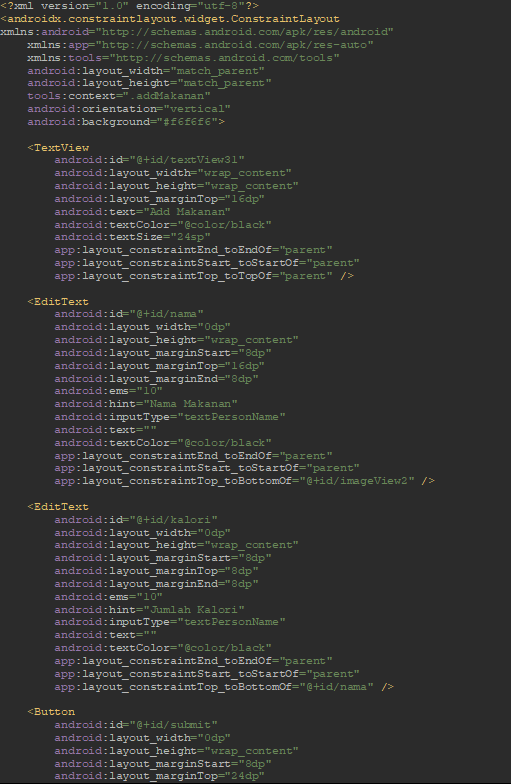 <?xml version="1.0" encoding="utf-8"?>
<androidx.constraintlayout.widget.ConstraintLayout
xmlns:android="http://schemas.android.com/apk/res/android"
xmlns:app="http://schemas.android.com/apk/res-auto"
xmlns:tools="http://schemas.android.com/tools"
android:layout_width="match_parent"
android:layout_height="match_parent"
tools:context=".addMakanan"
android:orientation="vertical"
android:background="#f6f6f6">
<TextView
android:id="@+id/textView31"
android:layout_width="wrap_content"
android:layout_height="wrap_content"
android:layout_marginTop="16dp"
android:text="Add Makanan"
android:textColor="@color/black"
android:textSize="24sp"
app:layout_constraintEnd_toEndOf="parent"
app:layout_constraintStart_toStartOf="parent"
app:layout_constraintTop_toTopOf="parent" />
<EditText
android:id="@+id/nama"
android:layout_width="0dp"
android:layout_height="wrap_content"
android:layout_marginStart="8dp"
android:layout_marginTop="16dp"
android:layout_marginEnd="8dp"
android:ems="10"
android:hint="Nama Makanan"
android:inputType="textPersonName"
android:text=""
android:textColor="@color/black"
app:layout_constraintEnd_toEndOf="parent"
app:layout_constraintStart_toStartOf="parent"
app:layout_constraintTop_toBottomOf="@+id/imageView2" />
<EditText
android:id="@+id/kalori"
android:layout_width="0dp"
android:layout_height="wrap_content"
android:layout_marginStart="8dp"
android:layout_marginTop="8dp"
android:layout_marginEnd="8dp"
android:ems="10"
android:hint="Jumlah Kalori"
android:inputType="textPersonName"
android:text=""
android:textColor="@color/black"
app:layout_constraintEnd_toEndOf="parent"
app:layout_constraintStart_toStartOf="parent"
app:layout_constraintTop_toBottomOf="@+id/nama" />
<Button
android:id="@+id/submit"
android:layout_width="0dp"
android:layout_height="wrap_content"
android:layout_marginStart="8dp"
android:layout_marginTop="24dp"